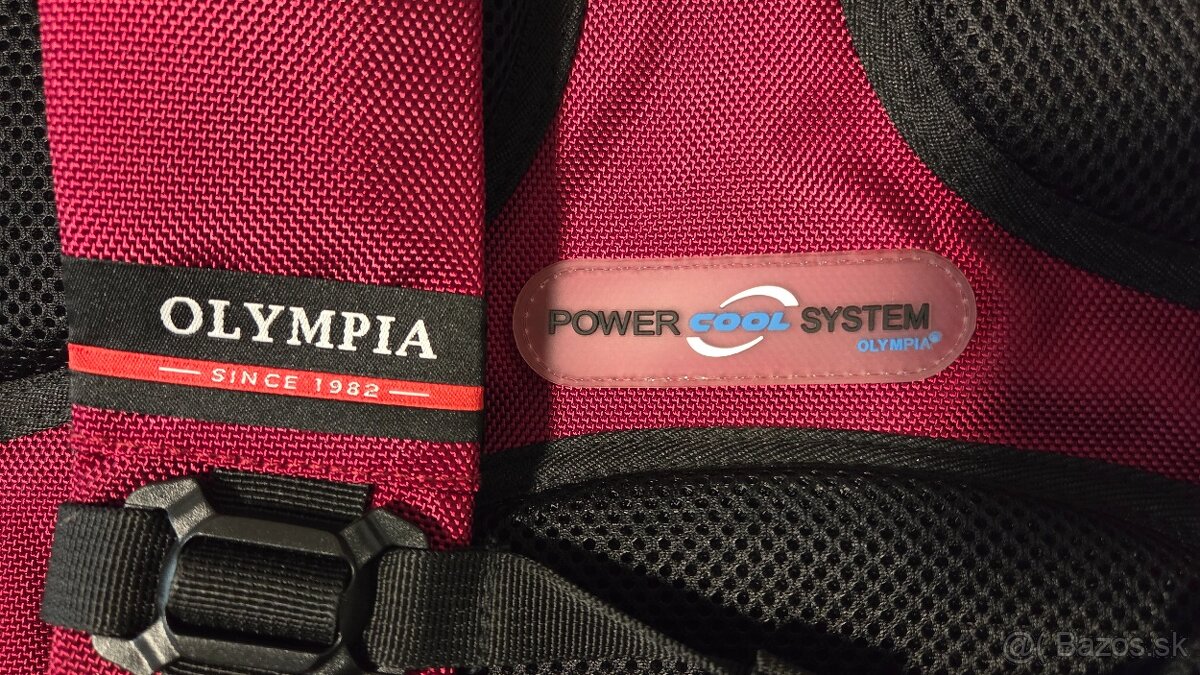 OLYMPIA
SINCE 1982
POWER COOL SYSTEM
OLYMPIA®
@( Bazos.sk